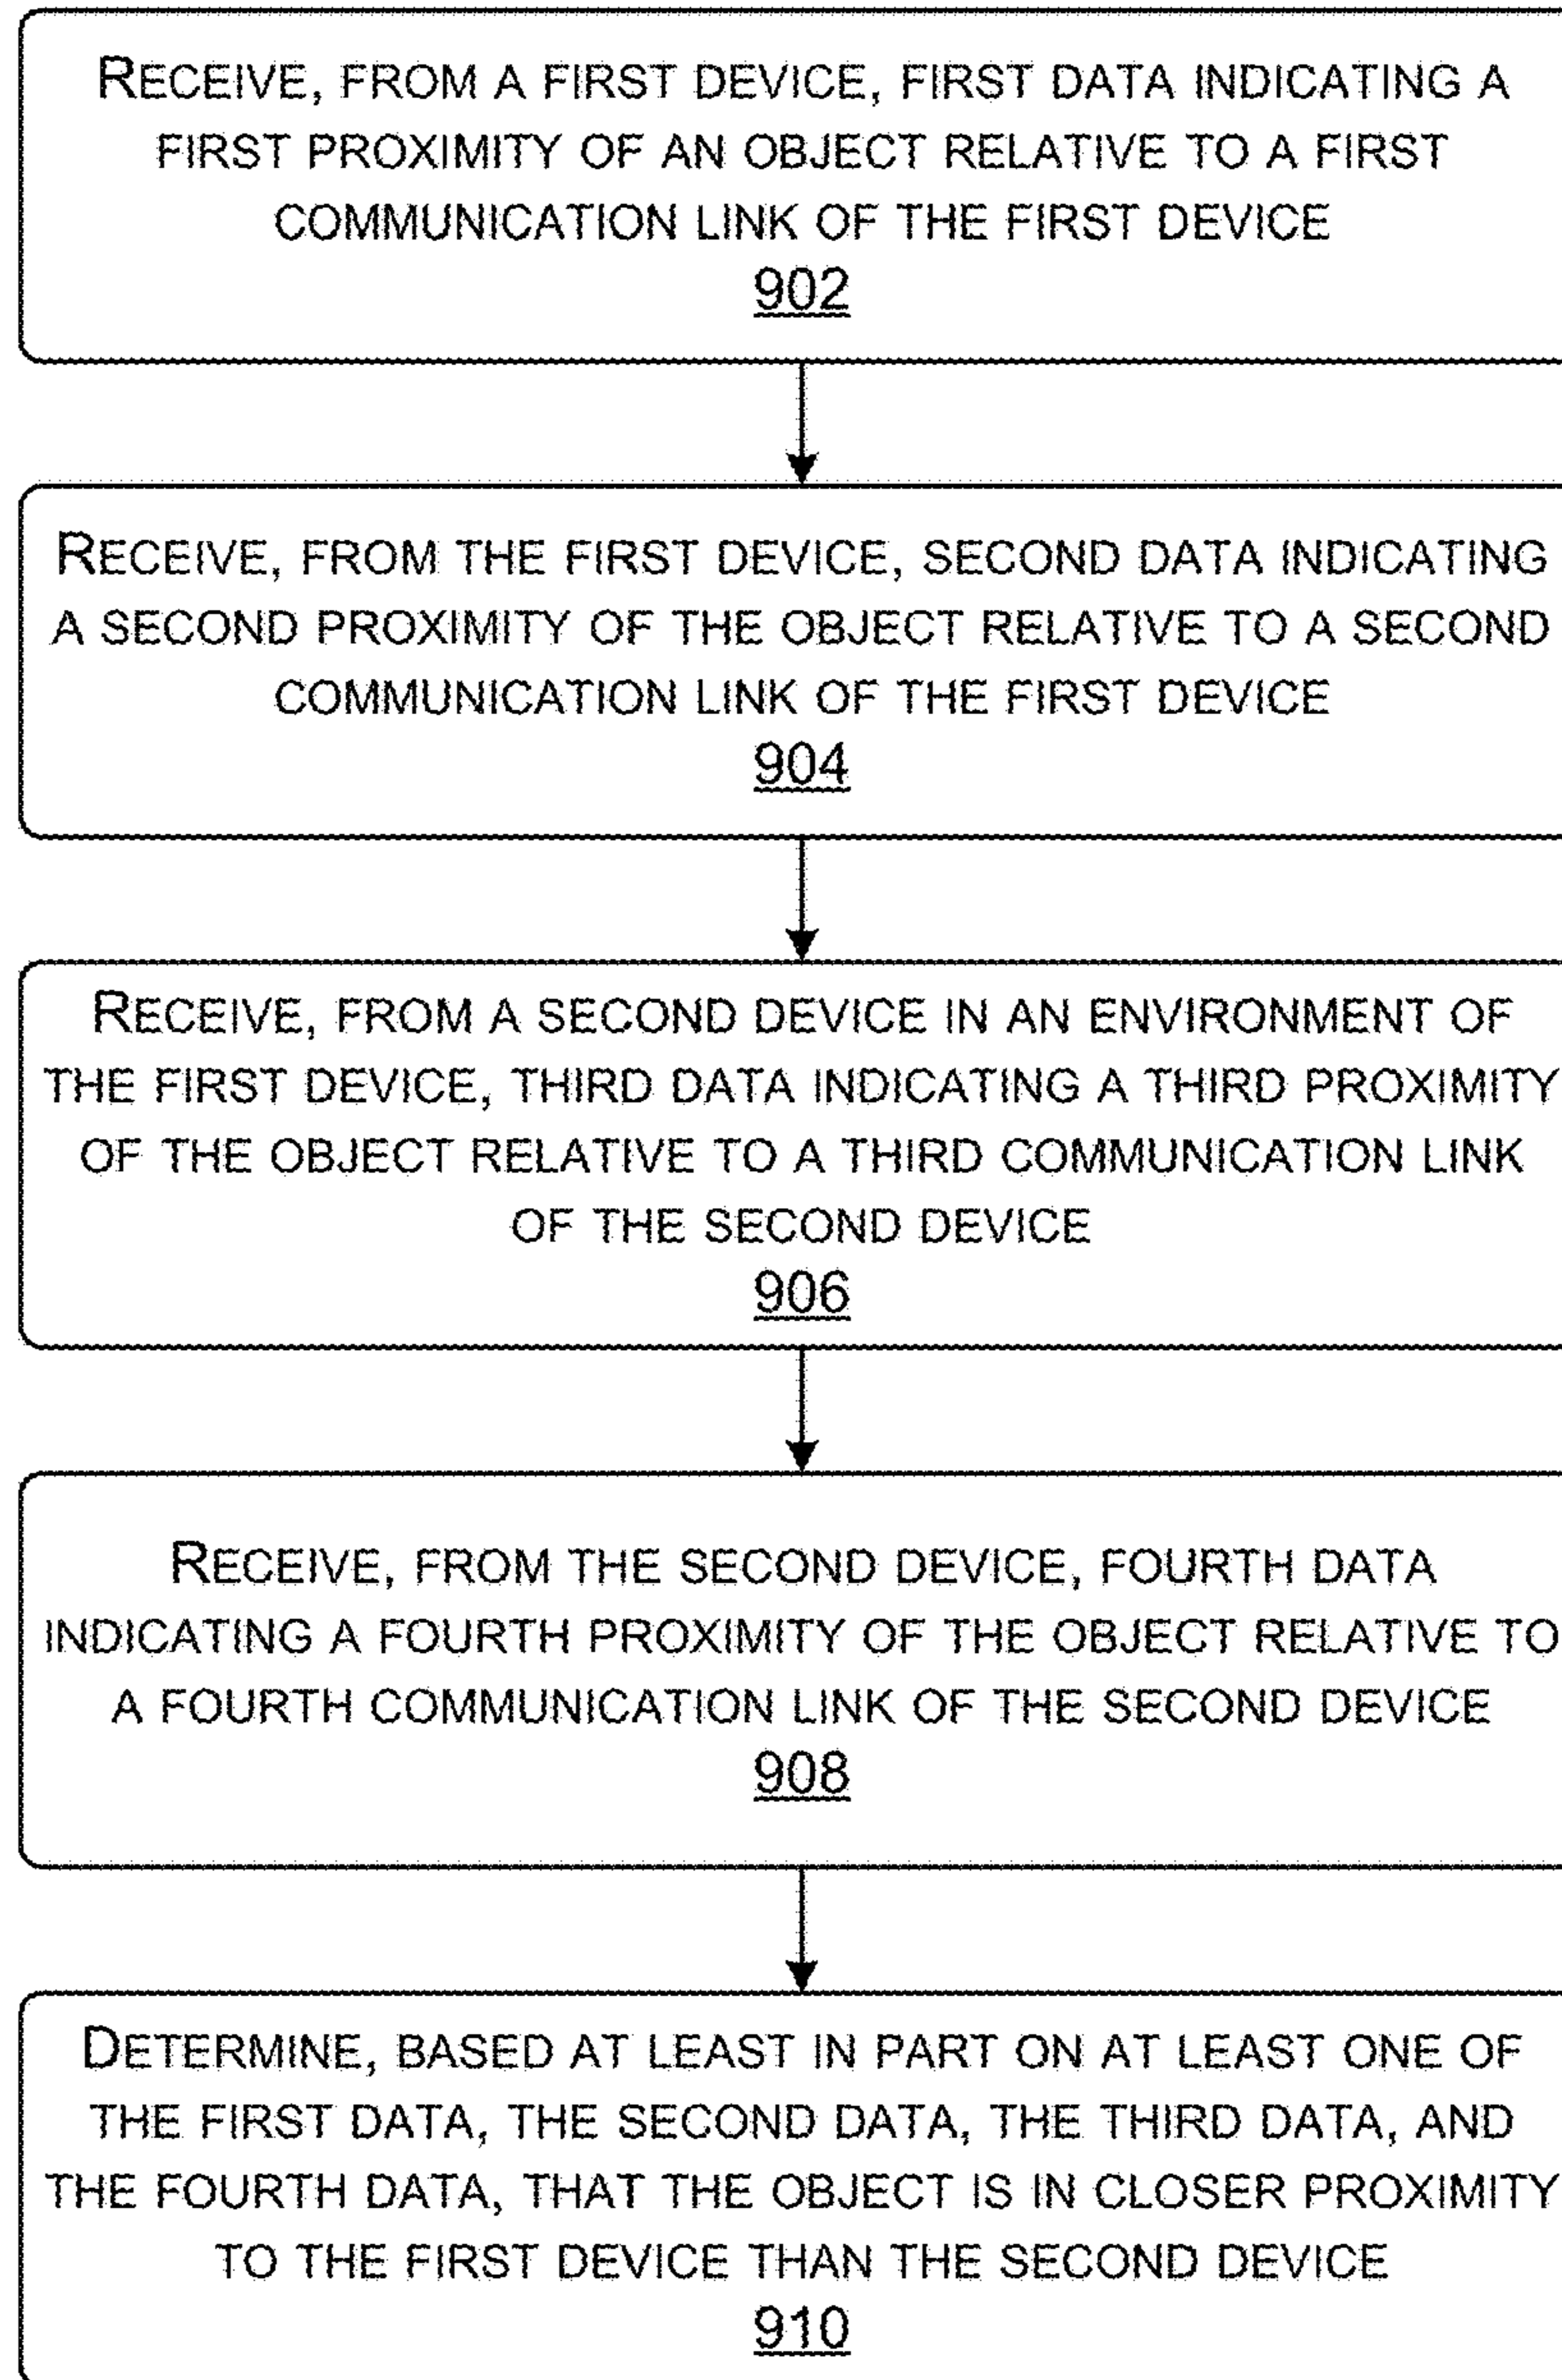 RECEIVE, FROM A FIRST DEVICE, FIRST DATA INDICATING A
FIRST PROXIMITY OF AN OBJECT RELATIVE TO A FIRST
COMMUNICATION LINK OF THE FIRST DEVICE
902
RECEIVE, FROM THE FIRST DEVICE, SECOND DATA INDICATING
A SECOND PROXIMITY OF THE OBJECT RELATIVE TO A SECOND
COMMUNICATION LINK OF THE FIRST DEVICE
904
RECEIVE, FROM A SECOND DEVICE IN AN ENVIRONMENT OF
THE FIRST DEVICE, THIRD DATA INDICATING A THIRD PROXIMITY
OF THE OBJECT RELATIVE TO A THIRD COMMUNICATION LINK
OF THE SECOND DEVICE
906
RECEIVE, FROM THE SECOND DEVICE, FOURTH DATA
INDICATING A FOURTH PROXIMITY OF THE OBJECT RELATIVE TO
A FOURTH COMMUNICATION LINK OF THE SECOND DEVICE
908
DETERMINE, BASED AT LEAST IN PART ON AT LEAST ONE OF
THE FIRST DATA, THE SECOND DATA, THE THIRD DATA, AND
THE FOURTH DATA, THAT THE OBJECT IS IN CLOSER PROXIMITY
TO THE FIRST DEVICE THAN THE SECOND DEVICE
910